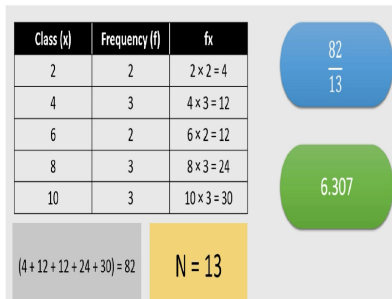 Class (x) Frequency (f) fx
2 2 2 × 2 = 4
4 3 4 × 3 = 12
6 2 6 × 2 = 12
8 3 8 × 3 = 24
10 3 10 × 3 = 30
(4 + 12 + 12 + 24 + 30) = 82
N = 13
82
13
6.307